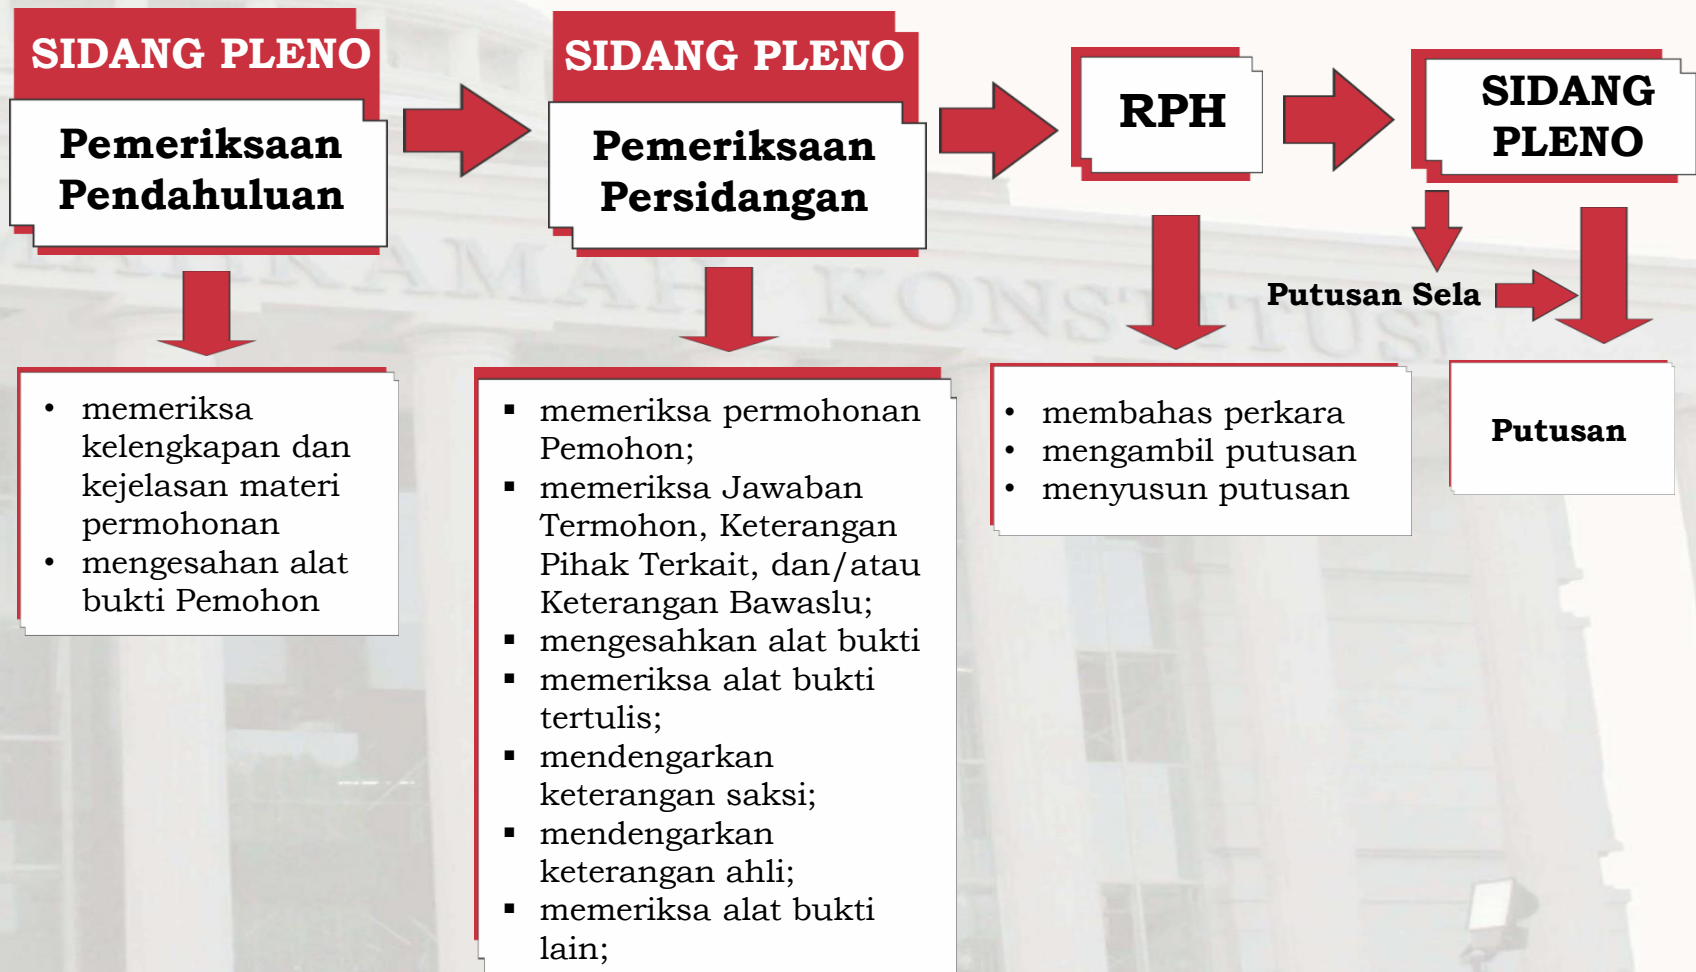 SIDANG PLENO
Pemeriksaan
Pendahuluan
• memeriksa
kelengkapan dan
kejelasan materi
permohonan
• mengesahan alat
bukti Pemohon
SIDANG PLENO
Pemeriksaan
Persidangan
▪ memeriksa permohonan
Pemohon;
▪ memeriksa Jawaban
Termohon, Keterangan
Pihak Terkait, dan/atau
Keterangan Bawaslu;
▪ mengesahkan alat bukti
▪ memeriksa alat bukti
tertulis;
▪ mendengarkan
keterangan saksi;
▪ mendengarkan
keterangan ahli;
▪ memeriksa alat bukti
lain;
RPH
• membahas perkara
• mengambil putusan
• menyusun putusan
SIDANG
PLENO
Putusan Sela
Putusan
MAHKAMAH KONSTITUSI